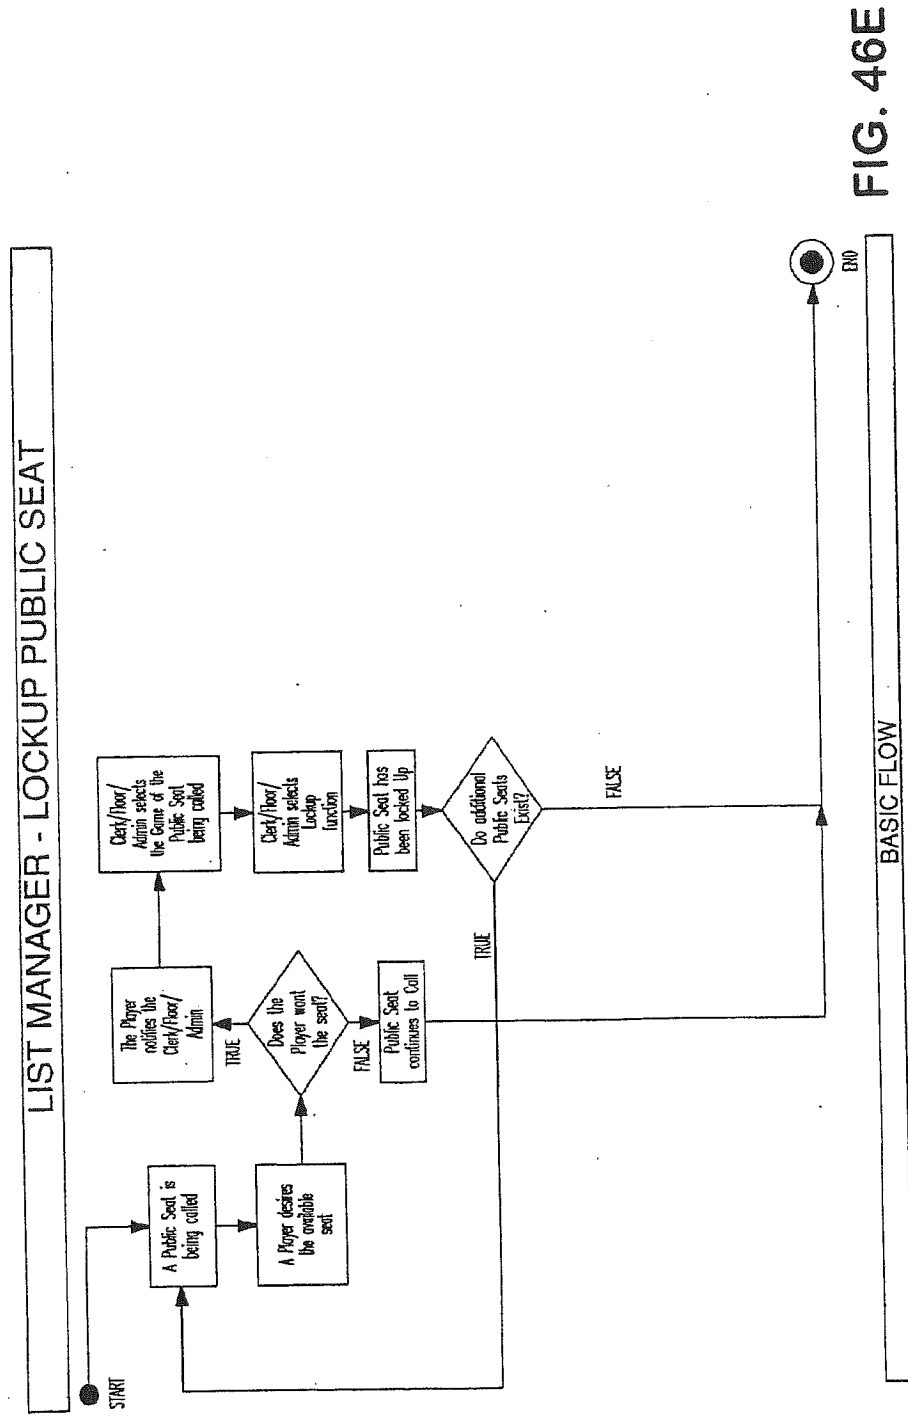 LIST MANAGER - LOCKUP PUBLIC SEAT
START
A Public Seat is
being called
A Player desires
the available
seat
Does the
Player want
the seat?
TRUE
The Player
notifies the
Clerk/Floor/
Admin
FALSE
Public Seat
continues to Call
Clerk/Floor/
Admin selects
the Game of the
Public Seat
being called
Clerk/Floor/
Admin selects
Lockup
function
Public Seat has
been locked Up
Do additional
Public Seats
Exist?
TRUE
FALSE
END
BASIC FLOW
FIG. 46E